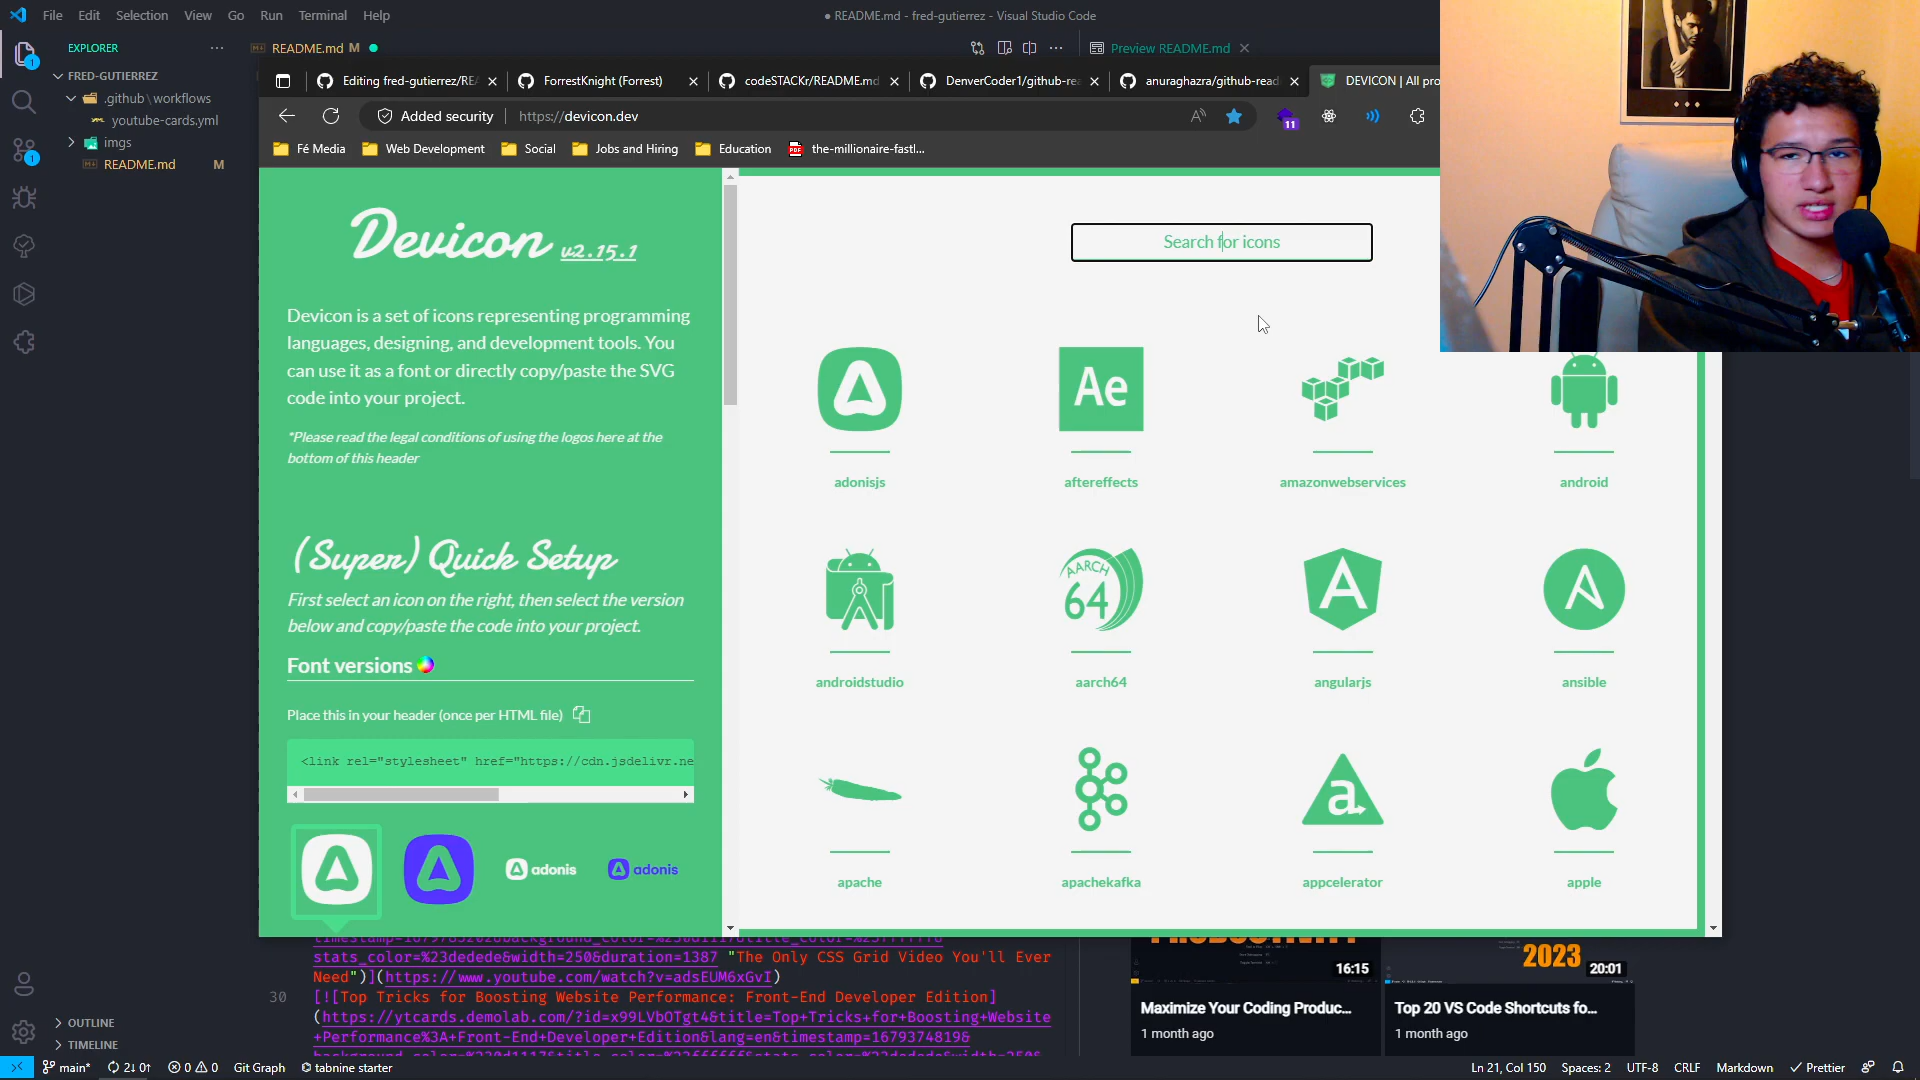 File Edit Selection View Go Run Terminal Help
● README.md - fred-gutierrez - Visual Studio Code
EXPLORER
FRED-GUTIERREZ
.github\workflows
youtube-cards.yml
imgs
README.md M
OUTLINE
TIMELINE
README.md M
Preview README.md
Editing fred-gutierrez/REA
ForrestKnight (Forrest)
codeSTACKr/README.md
DenverCoder1/github-rea
anuraghazra/github-read
DEVICON | All pro
Added security
https://devicon.dev
11
Fé Media
Web Development
Social
Jobs and Hiring
Education
the-millionaire-fastl...
Devicon v2.15.1
Devicon is a set of icons representing programming
languages, designing, and development tools. You
can use it as a font or directly copy/paste the SVG
code into your project.
*Please read the legal conditions of using the logos here at the
bottom of this header
(Super) Quick Setup
First select an icon on the right, then select the version
below and copy/paste the code into your project.
Font versions
Place this in your header (once per HTML file)
<link rel="stylesheet" href="https://cdn.jsdelivr.ne
adonis
adonis
Search for icons
Ae
adonisjs
aftereffects
amazonwebservices
android
AARCH
64
androidstudio
aarch64
angularjs
ansible
apache
apachekafka
appcelerator
apple
stats_color=%23dedede&width=250&duration=1387 "The Only CSS Grid Video You'll Ever
Need")](https://www.youtube.com/watch?v=adsEUM6xGvI)
30
[![Top Tricks for Boosting Website Performance: Front-End Developer Edition]
(https://ytcards.demolab.com/?id=x99LVbOTgt4&title=Top+Tricks+for+Boosting+Website
+Performance%3A+Front-End+Developer+Edition&lang=en&timestamp=1679374819&
16:15
Maximize Your Coding Produc...
1 month ago
2023
20:01
Top 20 VS Code Shortcuts fo...
1 month ago
main*
2↓ 0↑
0 0
Git Graph
tabnine starter
Ln 21, Col 150
Spaces: 2
UTF-8
CRLF
Markdown
Prettier